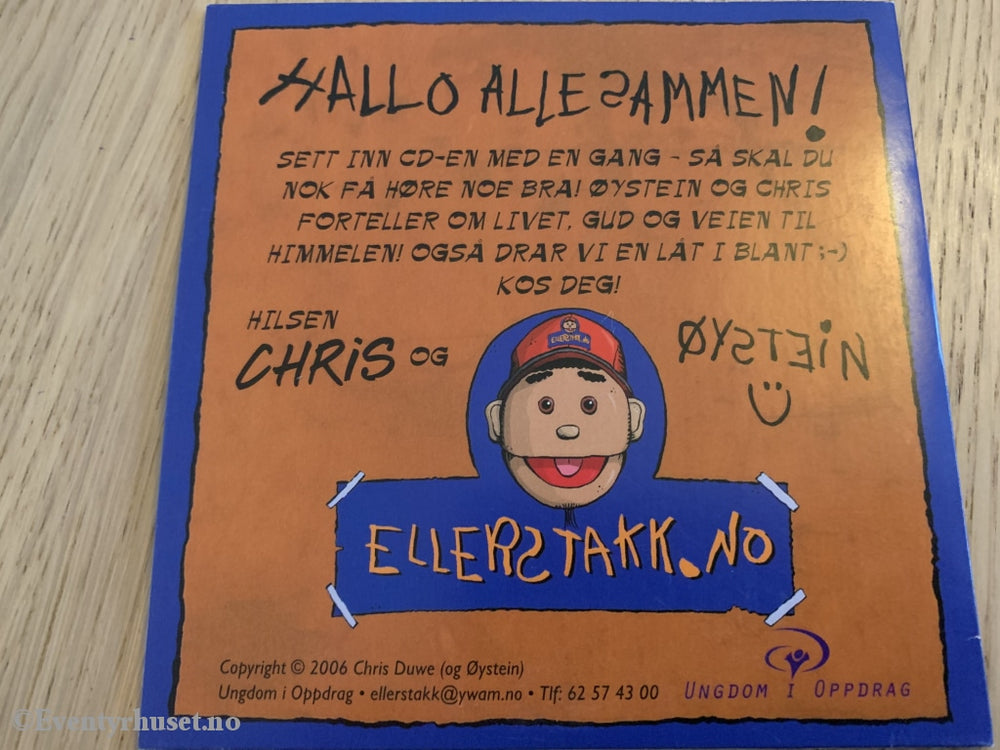 HALLO ALLESAMMEN!
SETT INN CD-EN MED EN GANG - SÅ SKAL DU
NOK FÅ HØRE NOE BRA! ØYSTEIN OG CHRIS
FORTELLER OM LIVET, GUD OG VEIEN TIL
HIMMELEN! OGSÅ DRAR VI EN LÅT I BLANT ;-)
KOS DEG!
HILSEN
CHRIS OG
ØYSTEIN
ELLERSTAKK.NO
ELLERSTAKK.NO
Copyright © 2006 Chris Duwe (og Øystein)
Ungdom i Oppdrag • ellerstakk@ywam.no • Tlf: 62 57 43 00
UNGDOM I OPPDRAG
©Eventyrhuset.no